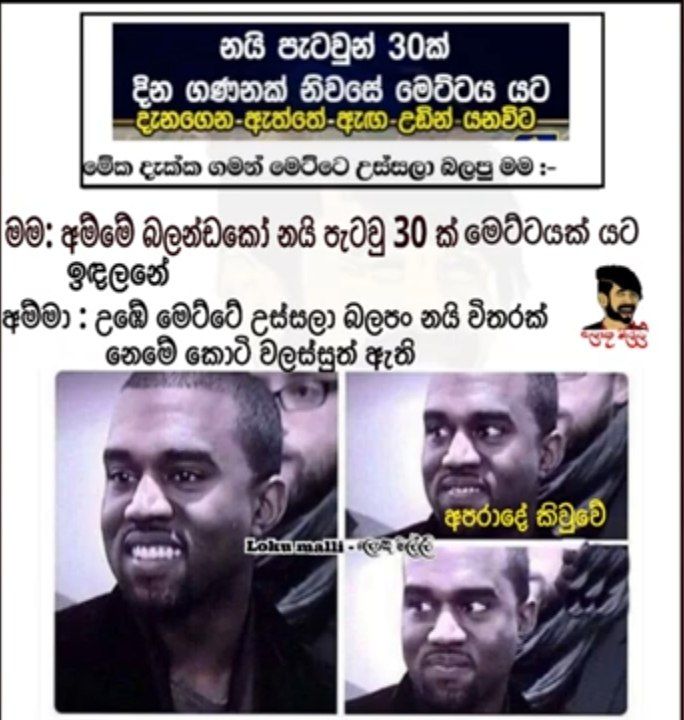 නයි පැටවුන් 30ක්
දින ගණනක් නිවසේ මෙට්ටය යට
දැනගෙන-ඇත්තේ-ඇඟ-උඩින්-යනවිට
මේක දැක්ක ගමන් මෙට්ටෙ උස්සලා බලපු මම :-
මම: අම්මේ බලන්ඩකෝ නයි පැටවු 30 ක් මෙට්ටයක් යට
ඉඳලනේ
අම්මා : උඹේ මෙට්ටේ උස්සලා බලපං නයි විතරක්
නෙමේ කොටි වලස්සුත් ඇති
ලොකු මල්ලි
අපරාදේ කිවුවේ
Loku malli - ලොකු මල්ලි